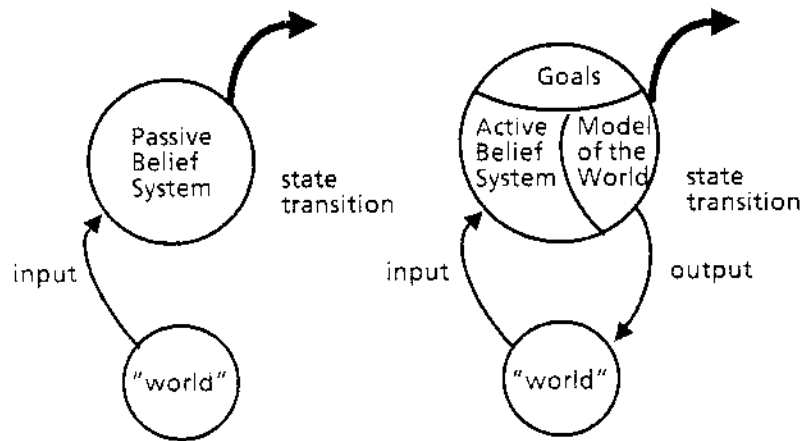 Passive
Belief
System
state
transition
input
"world"
Goals
Active
Belief
System
Model
of the
World
state
transition
input
output
"world"